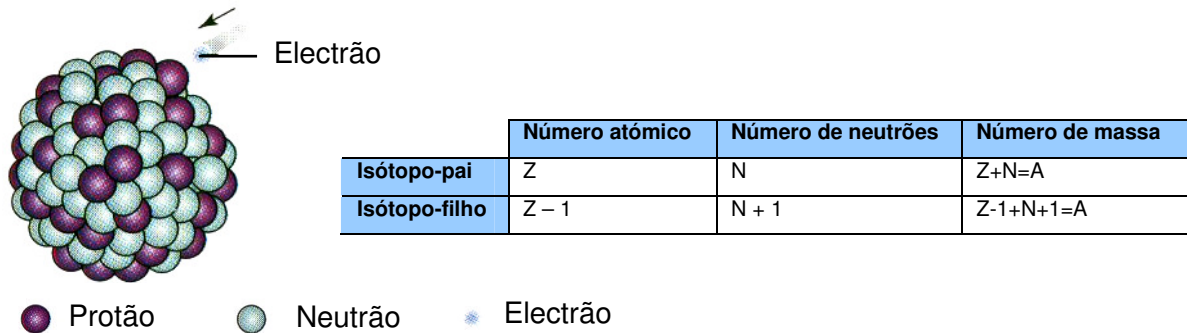 Electrão
Número atómico Número de neutrões Número de massa
Isótopo-pai Z N Z+N=A
Isótopo-filho Z – 1 N + 1 Z-1+N+1=A
Protão Neutrão Electrão